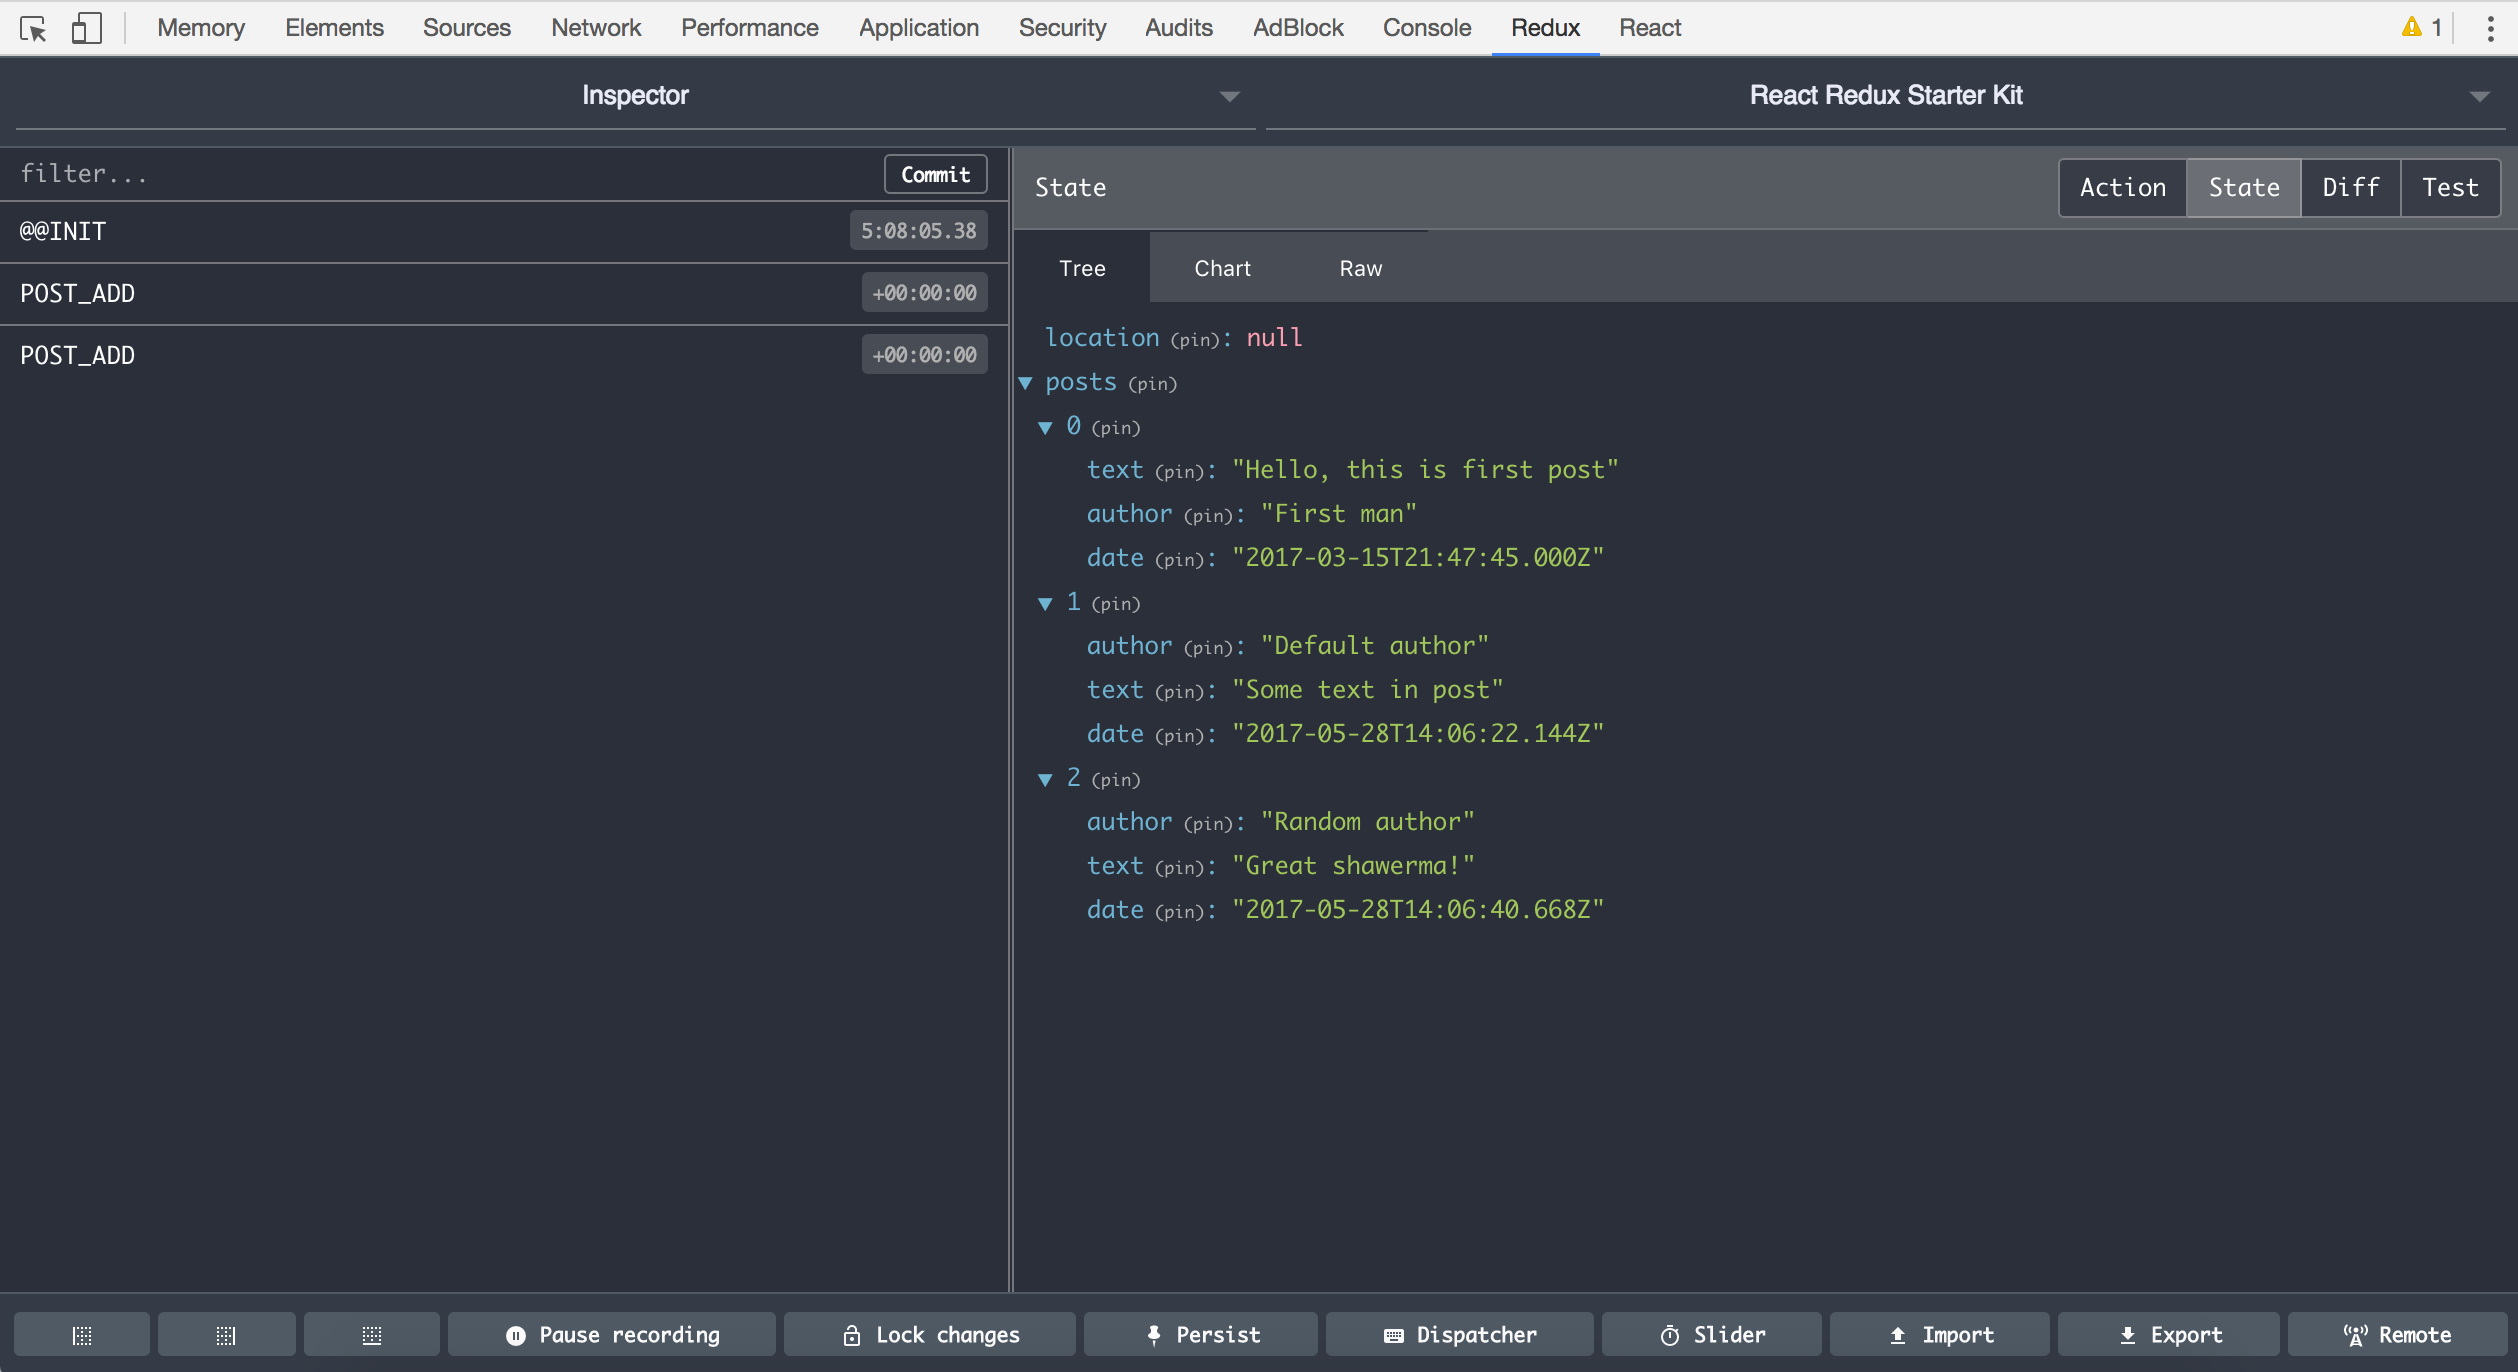 Memory Elements Sources Network Performance Application Security Audits AdBlock Console Redux React 1
Inspector React Redux Starter Kit
filter... Commit
@@INIT 5:08:05.38
POST_ADD +00:00:00
POST_ADD +00:00:00
State Action State Diff Test
Tree Chart Raw
location (pin): null
posts (pin)
0 (pin)
text (pin): "Hello, this is first post"
author (pin): "First man"
date (pin): "2017-03-15T21:47:45.000Z"
1 (pin)
author (pin): "Default author"
text (pin): "Some text in post"
date (pin): "2017-05-28T14:06:22.144Z"
2 (pin)
author (pin): "Random author"
text (pin): "Great shawerma!"
date (pin): "2017-05-28T14:06:40.668Z"
Pause recording Lock changes Persist Dispatcher Slider Import Export Remote